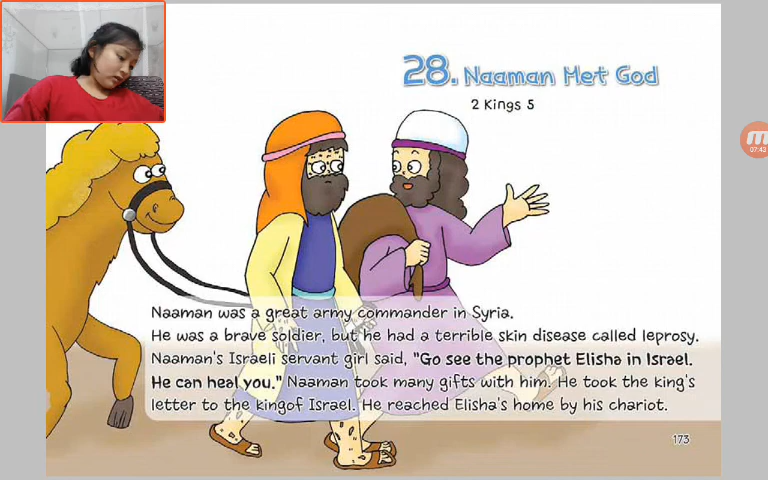 28. Naaman Met God
2 Kings 5
Naaman was a great army commander in Syria.
He was a brave soldier, but he had a terrible skin disease called leprosy.
Naaman's Israeli servant girl said, "Go see the prophet Elisha in Israel.
He can heal you." Naaman took many gifts with him. He took the king's
letter to the kingof Israel. He reached Elisha's home by his chariot.
173
07:43